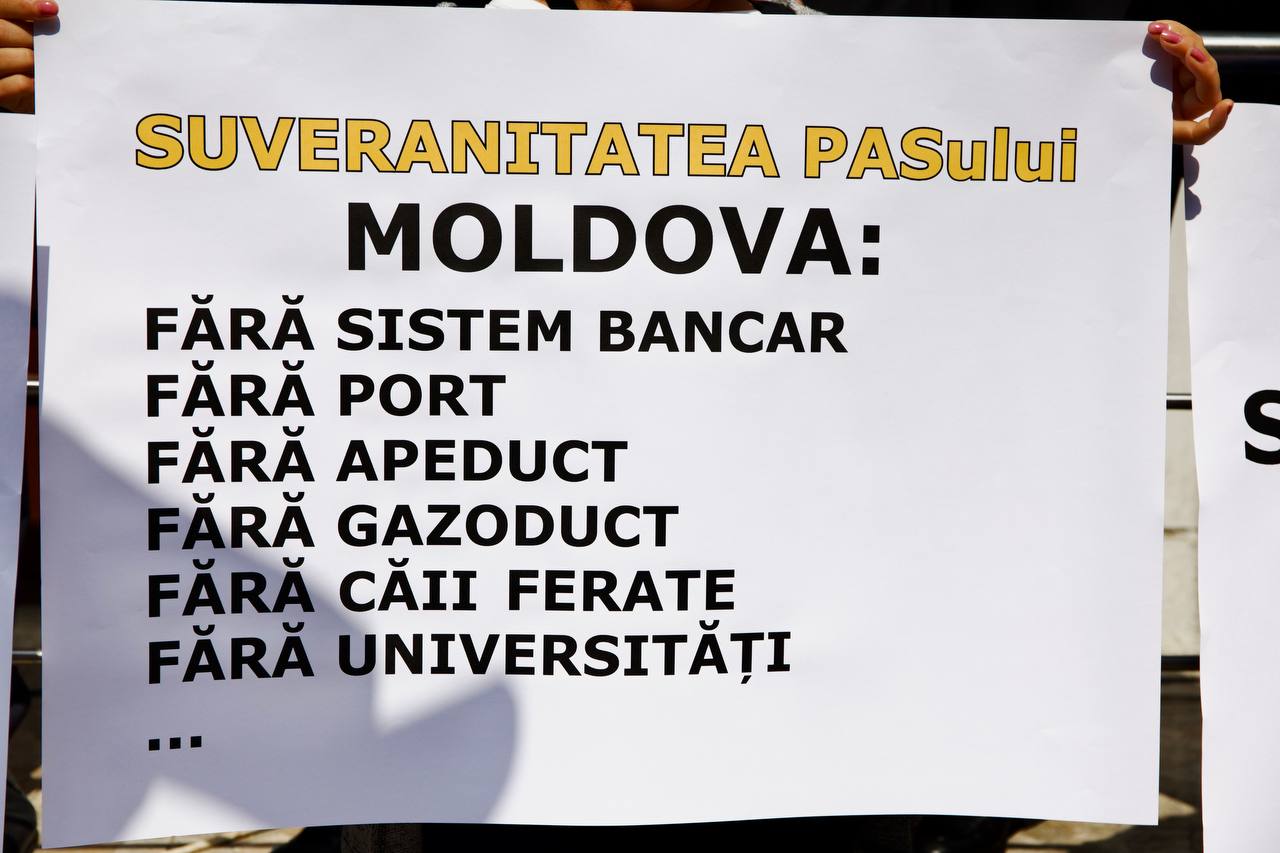 SUVERANITATEA PASului
MOLDOVA:
FĂRĂ SISTEM BANCAR
FĂRĂ PORT
FĂRĂ APEDUCT
FĂRĂ GAZODUCT
FĂRĂ CĂII FERATE
FĂRĂ UNIVERSITĂȚI
...
S